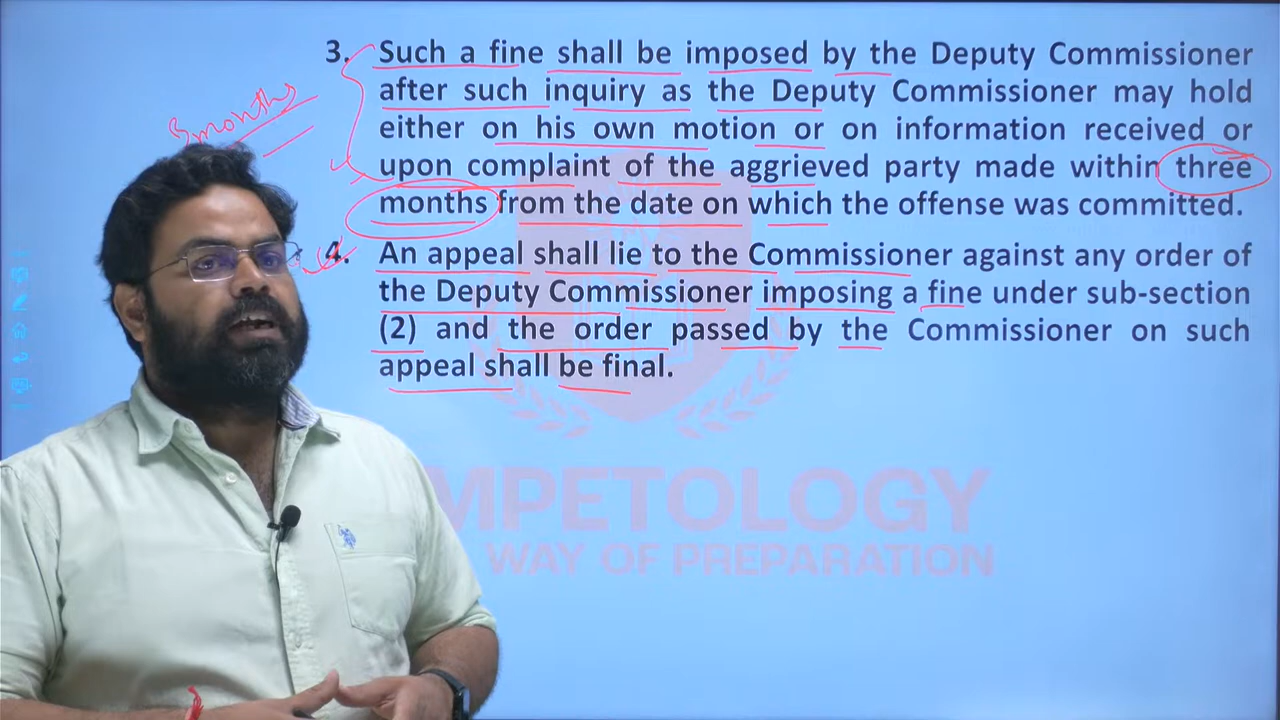 3. Such a fine shall be imposed by the Deputy Commissioner
after such inquiry as the Deputy Commissioner may hold
either on his own motion or on information received or
upon complaint of the aggrieved party made within three
months from the date on which the offense was committed.
4. An appeal shall lie to the Commissioner against any order of
the Deputy Commissioner imposing a fine under sub-section
(2) and the order passed by the Commissioner on such
appeal shall be final.
3 months
MPETOLOGY
WAY OF PREPARATION